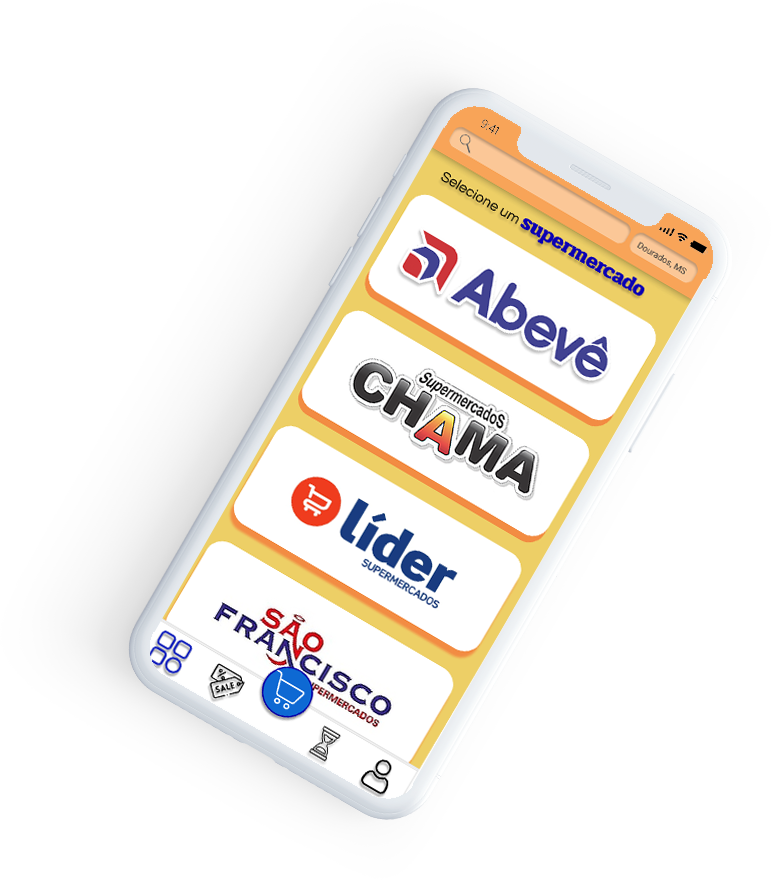 9:41
Dourados, MS
Selecione um supermercado
Abevê
SupermercadoS
CHAMA
líder
SUPERMERCADOS
SÃO
FRANCISCO
SUPERMERCADOS
%
SALE